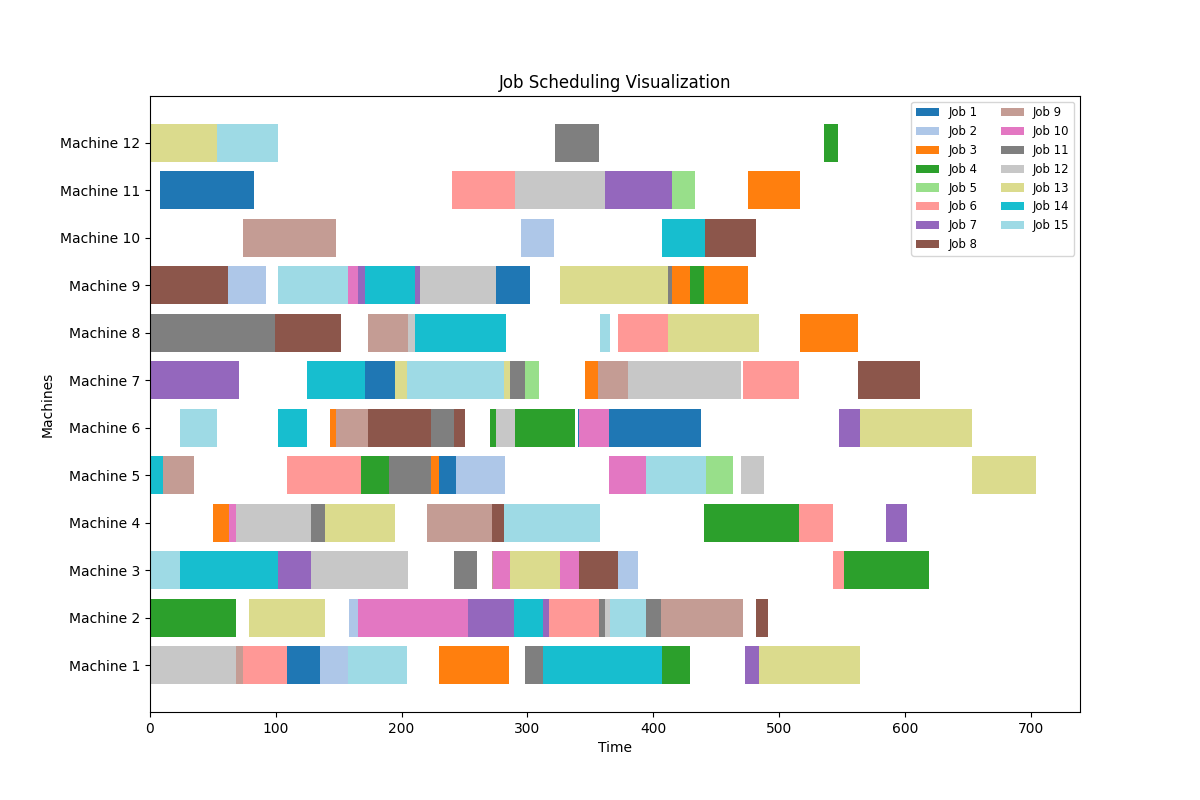 Job Scheduling Visualization
Machine 12
Machine 11
Machine 10
Machine 9
Machine 8
Machine 7
Machine 6
Machine 5
Machine 4
Machine 3
Machine 2
Machine 1
Machines
0 100 200 300 400 500 600 700
Time
Job 1
Job 2
Job 3
Job 4
Job 5
Job 6
Job 7
Job 8
Job 9
Job 10
Job 11
Job 12
Job 13
Job 14
Job 15